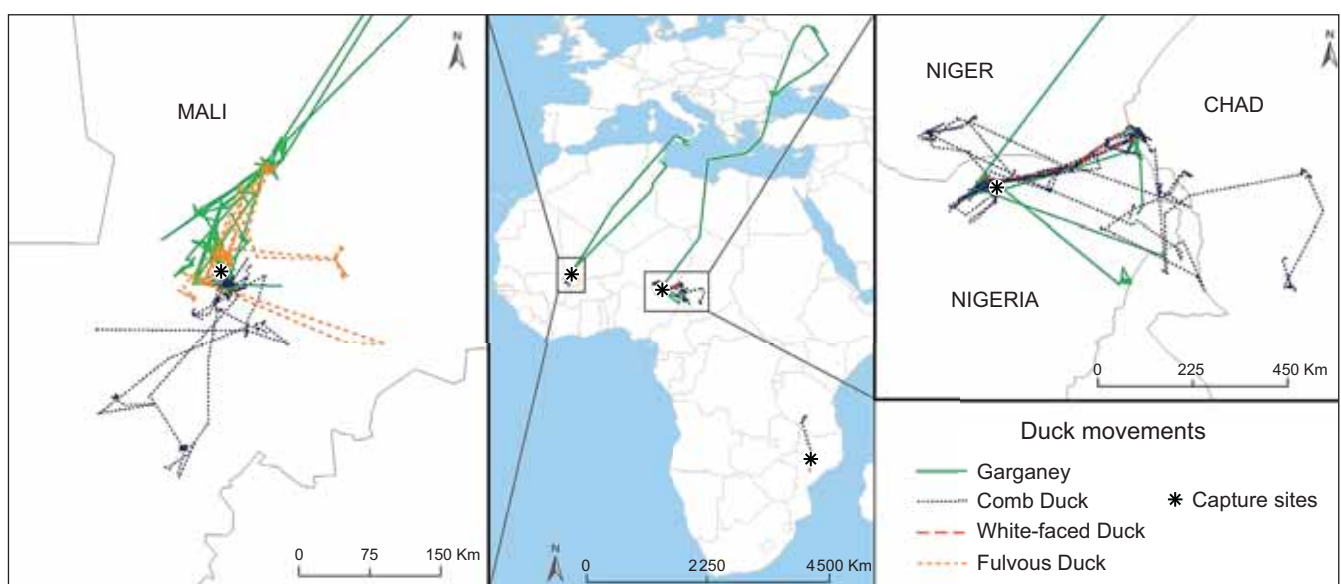 N
MALI
0 75 150 Km
N
0 2250 4500 Km
N
NIGER
CHAD
NIGERIA
0 225 450 Km
Duck movements
Garganey
Comb Duck
White-faced Duck
Fulvous Duck
Capture sites